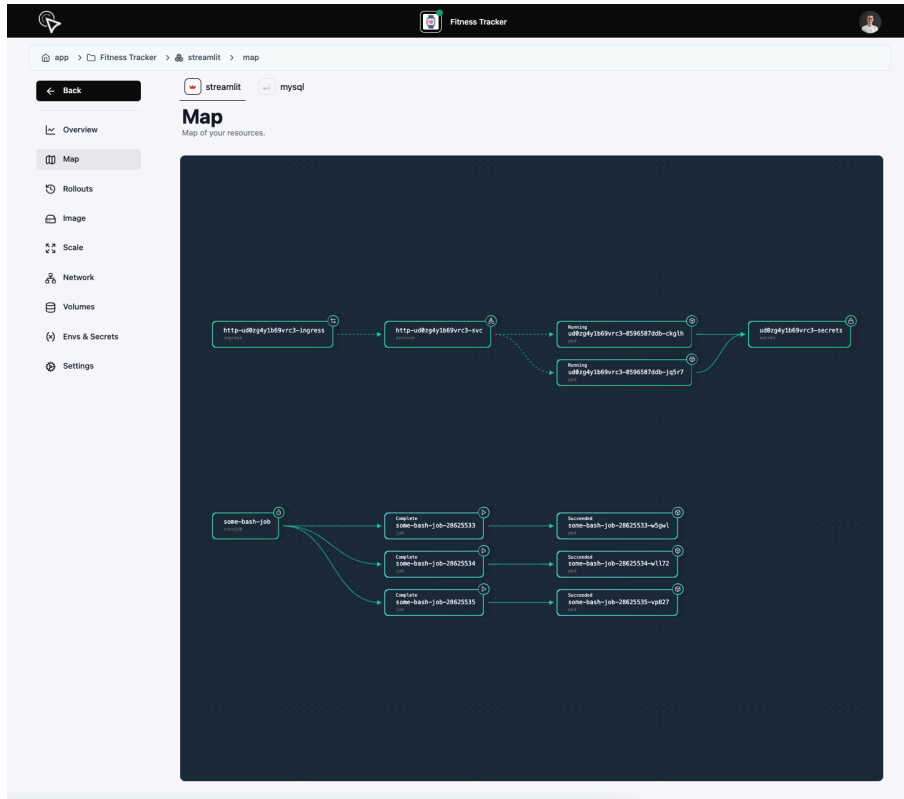 Fitness Tracker
app > Fitness Tracker > streamlit > map
Back
streamlit
mysql
Overview
Map
Rollouts
Image
Scale
Network
Volumes
Envs & Secrets
Settings
Map
Map of your resources.
http-ud0zg4y1b69vrc3-ingress
ingress
http-ud0zg4y1b69vrc3-svc
service
Running
ud0zg4y1b69vrc3-8596587ddb-ckglh
pod
ud0zg4y1b69vrc3-secrets
secret
Running
ud0zg4y1b69vrc3-8596587ddb-jq5r7
pod
some-bash-job
cronjob
Complete
some-bash-job-28625533
job
Succeeded
some-bash-job-28625533-w5gwl
pod
Complete
some-bash-job-28625534
job
Succeeded
some-bash-job-28625534-wll72
pod
Complete
some-bash-job-28625535
job
Succeeded
some-bash-job-28625535-vp827
pod